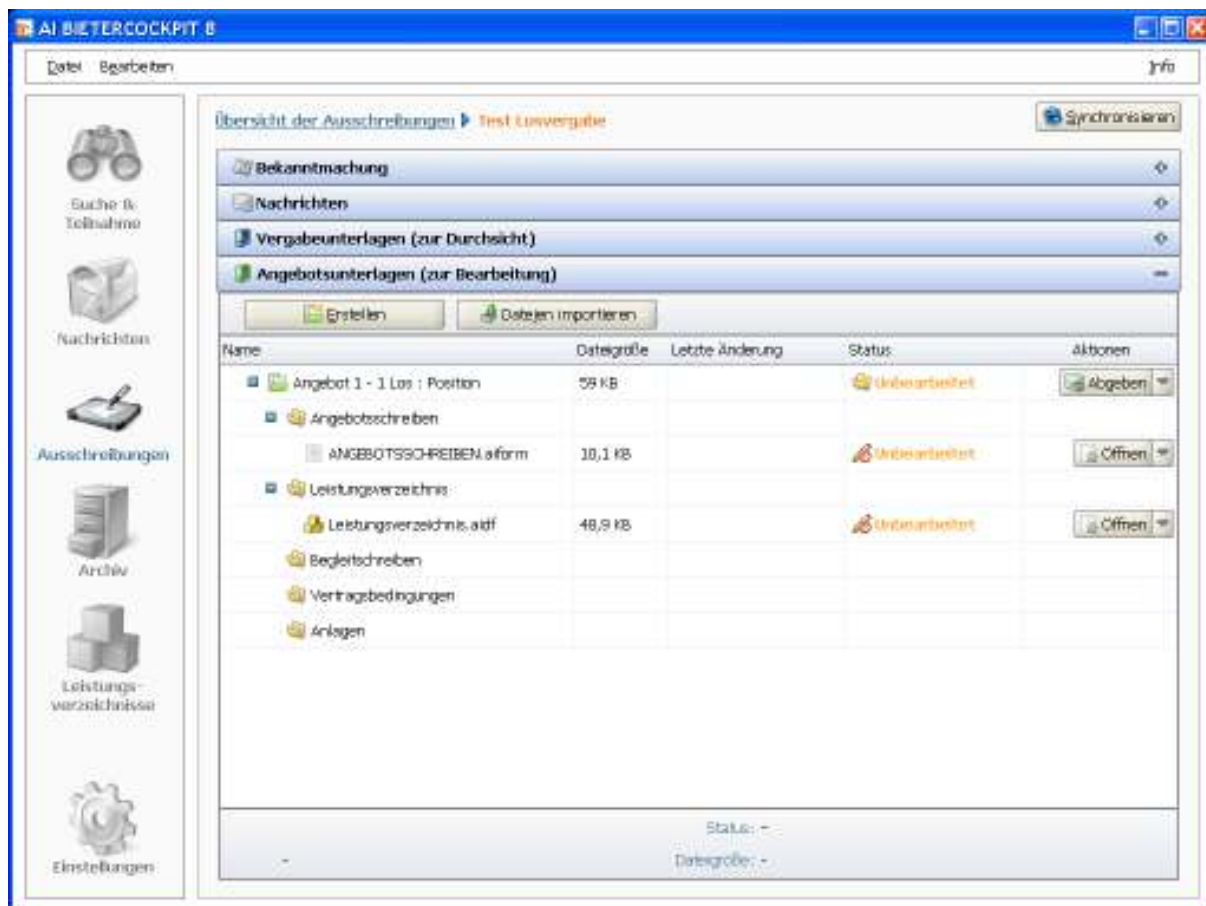 AI BIETERCOCKPIT 8
Datei Bearbeiten Info
Übersicht der Ausschreibungen Test Losvergabe Synchronisieren
Bekanntmachung
Suche & Teilnahme
Nachrichten
Vergabeunterlagen (zur Durchsicht)
Angebotsunterlagen (zur Bearbeitung)
Erstellen Dateien importieren
Nachrichten
Name Dateigröße Letzte Änderung Status Aktionen
Angebot 1 - 1 Los : Position 59 KB Unbearbeitet Abgeben
Angebotsschreiben
ANGEBOTSSCHREIBEN.aiform 10,1 KB Unbearbeitet Öffnen
Ausschreibungen
Leistungsverzeichnis
Leistungsverzeichnis.aidf 48,9 KB Unbearbeitet Öffnen
Begleitschreiben
Archiv
Vertragsbedingungen
Anlagen
Leistungs-
verzeichnisse
Status: -
Einstellungen - Dateigröße: -